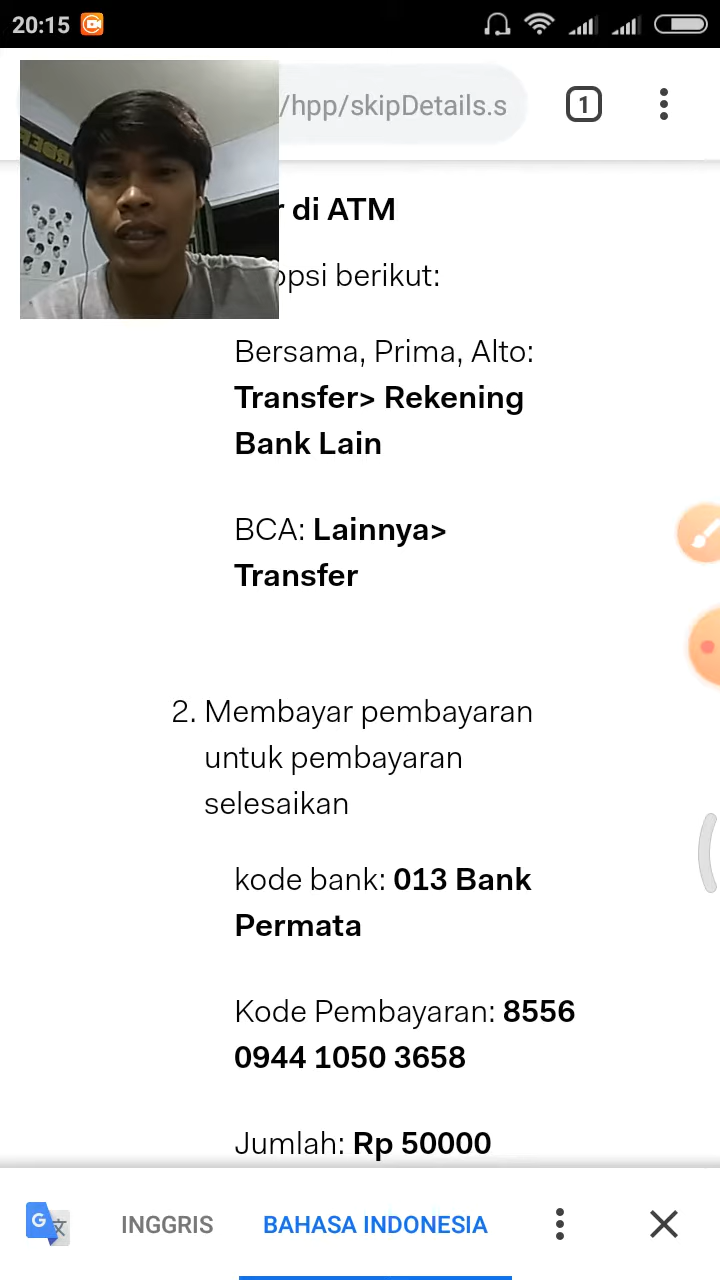 20:15
/hpp/skipDetails.s
1
di ATM
opsi berikut:
Bersama, Prima, Alto:
Transfer> Rekening
Bank Lain
BCA: Lainnya>
Transfer
2. Membayar pembayaran
untuk pembayaran
selesaikan
kode bank: 013 Bank
Permata
Kode Pembayaran: 8556
0944 1050 3658
Jumlah: Rp 50000
G 文
INGGRIS
BAHASA INDONESIA